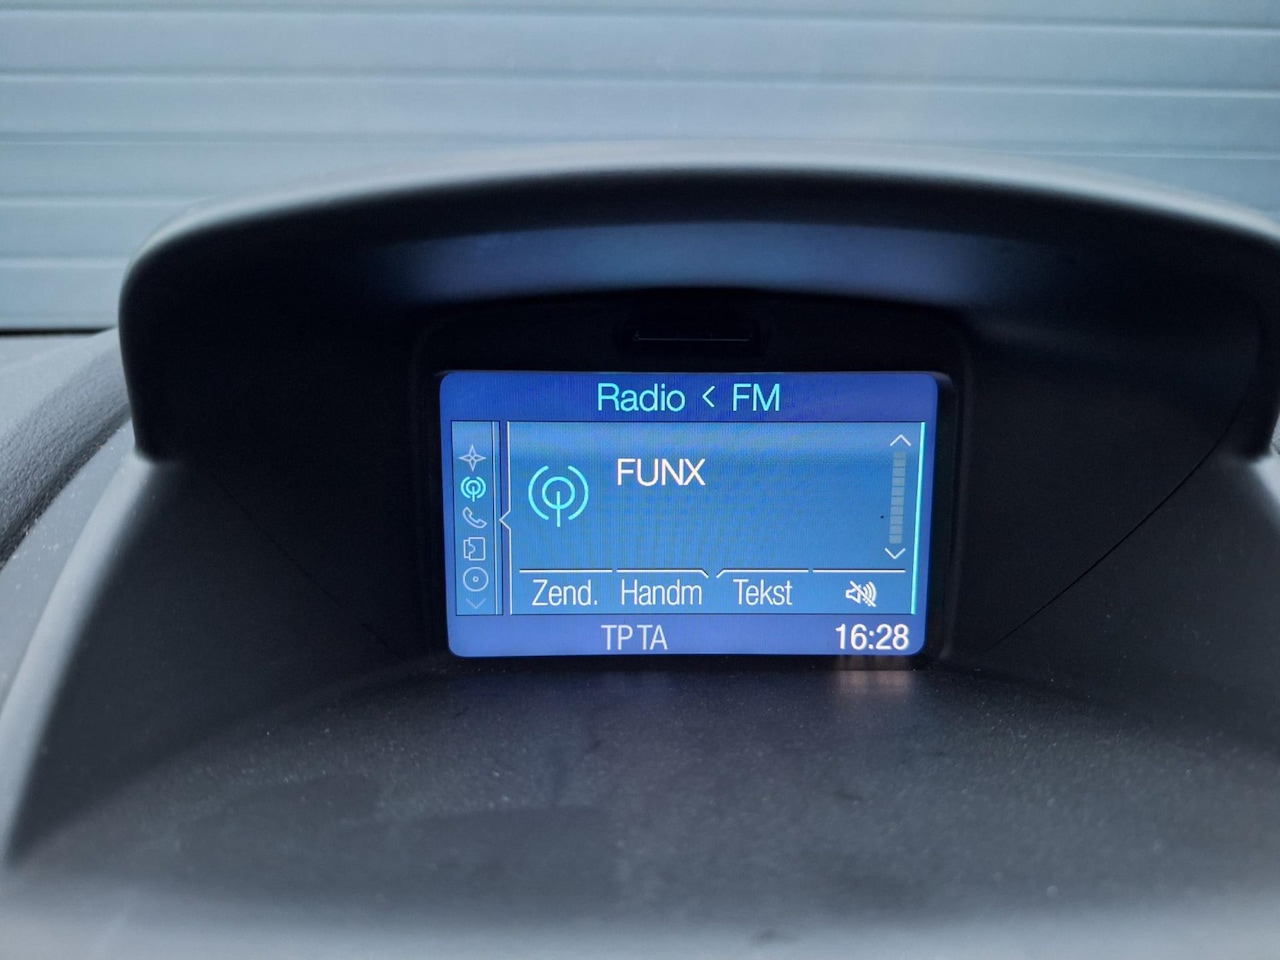 Radio < FM
FUNX
Zend. Handm Tekst
TP TA 16:28